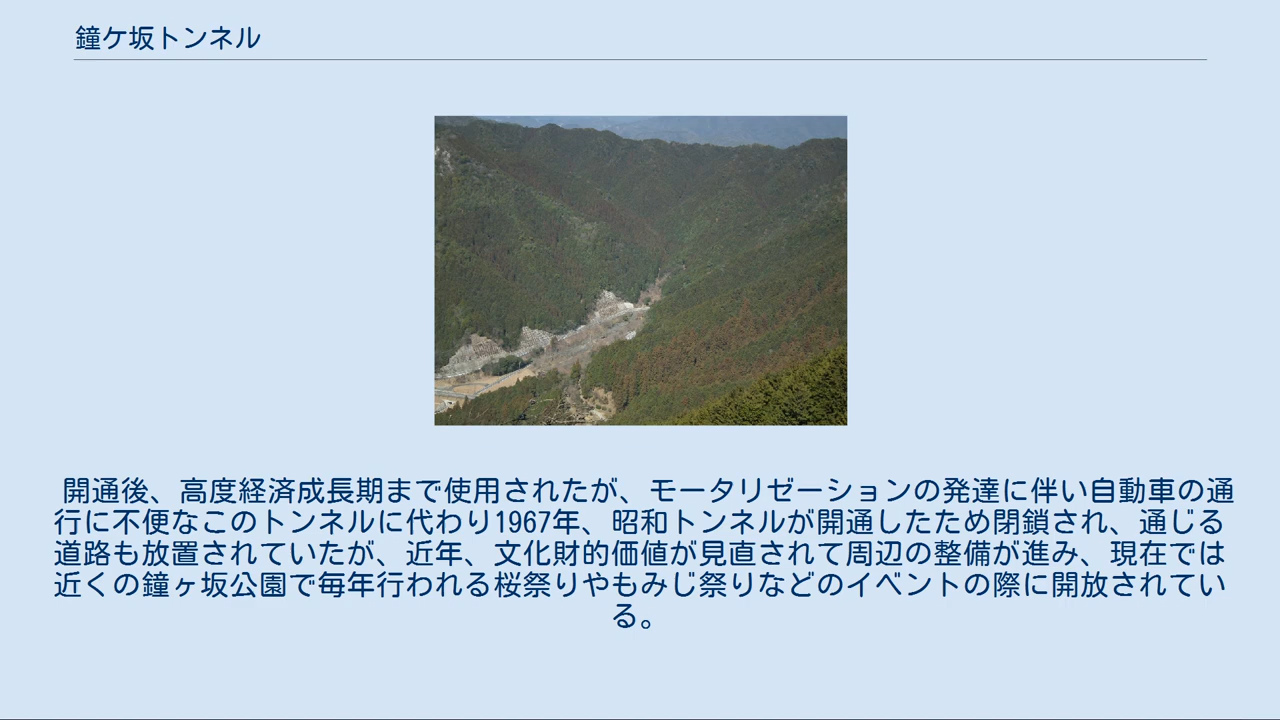 鐘ケ坂トンネル
開通後、高度経済成長期まで使用されたが、モータリゼーションの発達に伴い自動車の通
行に不便なこのトンネルに代わり1967年、昭和トンネルが開通したため閉鎖され、通じる
道路も放置されていたが、近年、文化財的価値が見直されて周辺の整備が進み、現在では
近くの鐘ヶ坂公園で毎年行われる桜祭りやもみじ祭りなどのイベントの際に開放されてい
る。